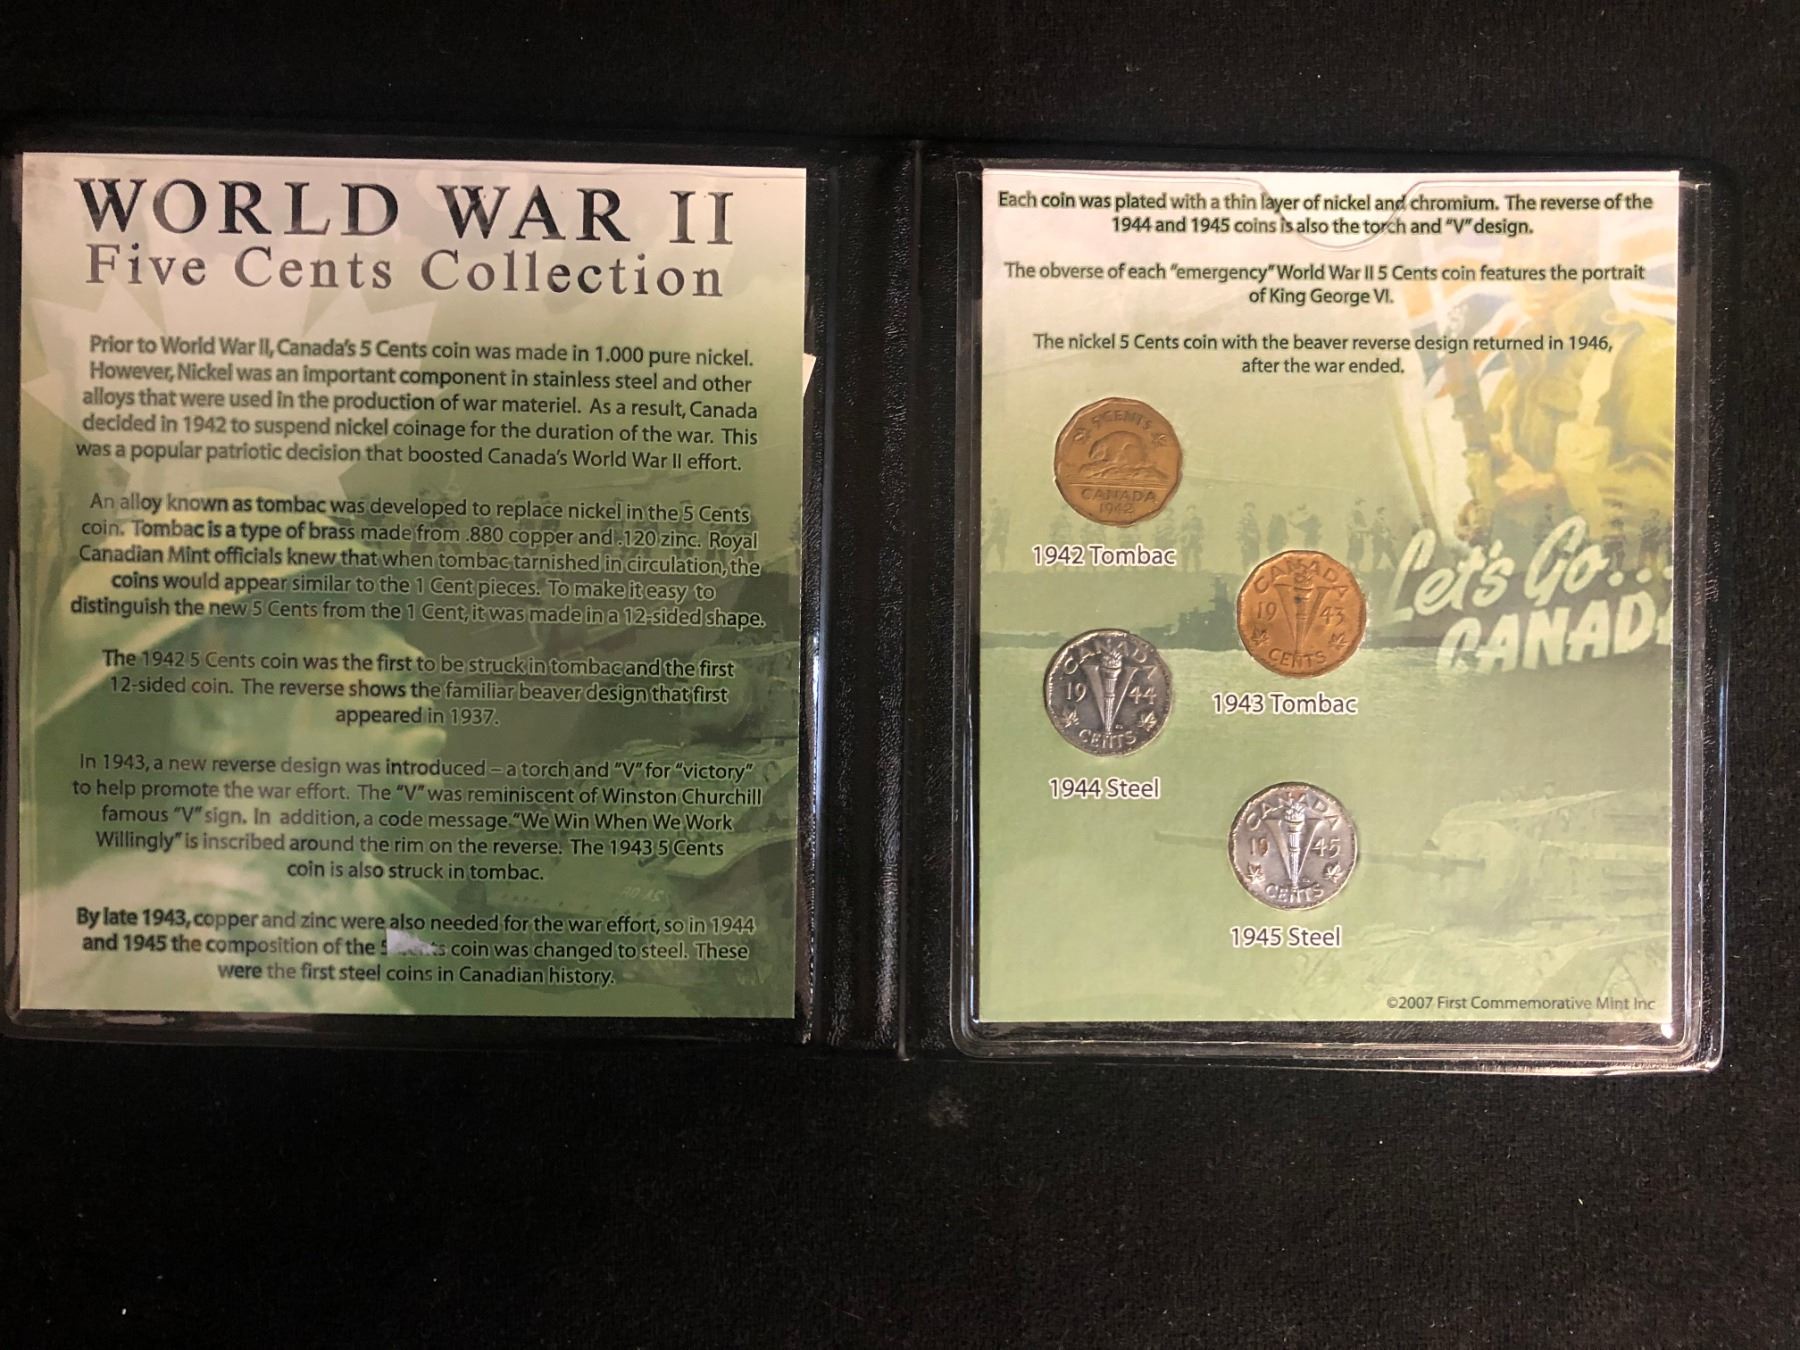 WORLD WAR II
Five Cents Collection
Prior to World War II, Canada's 5 Cents coin was made in 1.000 pure nickel.
However, Nickel was an important component in stainless steel and other
alloys that were used in the production of war materiel. As a result, Canada
decided in 1942 to suspend nickel coinage for the duration of the war. This
was a popular patriotic decision that boosted Canada's World War II effort.
An alloy known as tombac was developed to replace nickel in the 5 Cents
coin. Tombac is a type of brass made from .880 copper and .120 zinc. Royal
Canadian Mint officials knew that when tombac tarnished in circulation, the
coins would appear similar to the 1 Cent pieces. To make it easy to
distinguish the new 5 Cents from the 1 Cent, it was made in a 12-sided shape.
The 1942 5 Cents coin was the first to be struck in tombac and the first
12-sided coin. The reverse shows the familiar beaver design that first
appeared in 1937.
In 1943, a new reverse design was introduced – a torch and "V" for "victory"
to help promote the war effort. The "V" was reminiscent of Winston Churchill
famous "V" sign. In addition, a code message "We Win When We Work
Willingly" is inscribed around the rim on the reverse. The 1943 5 Cents
coin is also struck in tombac.
By late 1943, copper and zinc were also needed for the war effort, so in 1944
and 1945 the composition of the 5 coin was changed to steel. These
were the first steel coins in Canadian history.
Each coin was plated with a thin layer of nickel and chromium. The reverse of the
1944 and 1945 coins is also the torch and "V" design.
The obverse of each "emergency" World War II 5 Cents coin features the portrait
of King George VI.
The nickel 5 Cents coin with the beaver reverse design returned in 1946,
after the war ended.
5 CENTS
CANADA
1942
1942 Tombac
Let's Go...
CANAD
CANADA
19 43
CENTS
1943 Tombac
CANADA
19 44
CENTS
1944 Steel
CANADA
19 45
CENTS
1945 Steel
©2007 First Commemorative Mint Inc